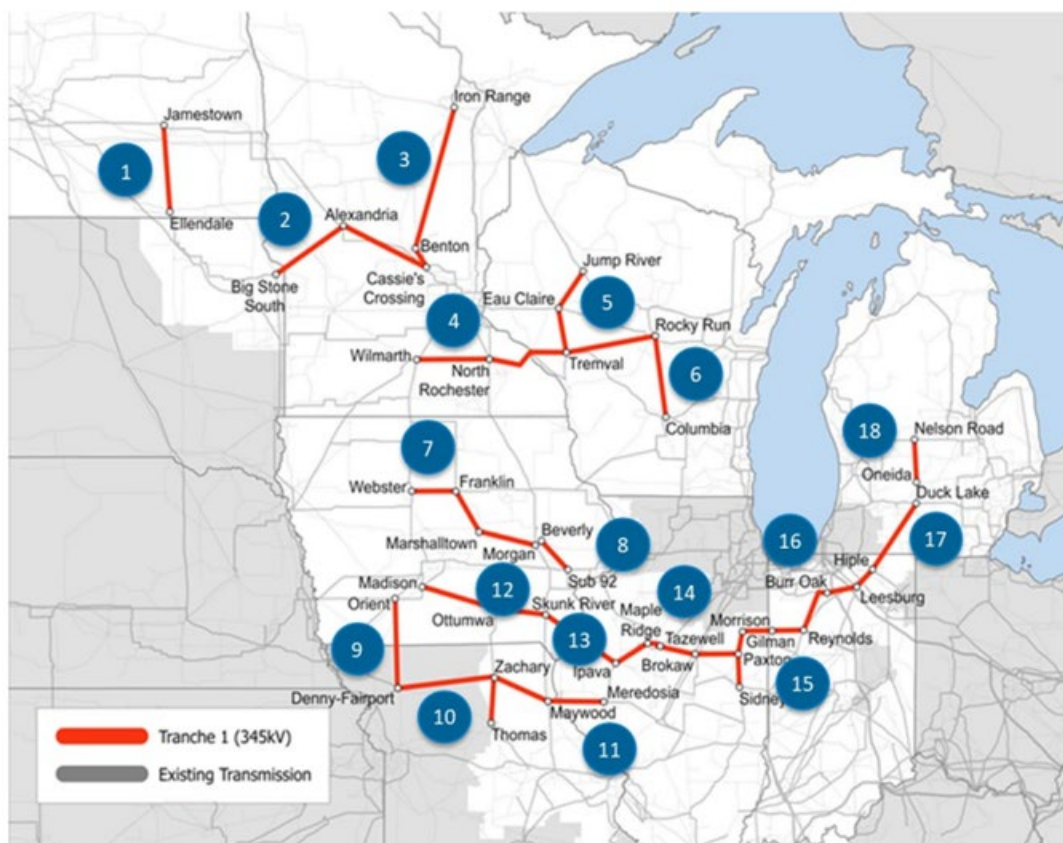 Iron Range
Jamestown
3
1
Ellendale
2
Alexandria
Benton
Big Stone
South
Cassie's
Crossing
Jump River
Eau Claire
5
4
Rocky Run
Wilmarth
North
Rochester
Tremval
6
Columbia
18
Nelson Road
7
Oneida
Webster
Franklin
Duck Lake
Marshalltown
Beverly
Morgan
8
16
17
Hiple
Sub 92
Burr Oak
Leesburg
Madison
12
14
Orient
Ottumwa
Skunk River
Maple
Ridge
Morrison
13
Tazewell
Gilman
Reynolds
9
Ipava
Brokaw
Paxton
Zachary
15
Denny-Fairport
Meredosia
Sidney
10
Maywood
Thomas
11
Tranche 1 (345kV)
Existing Transmission